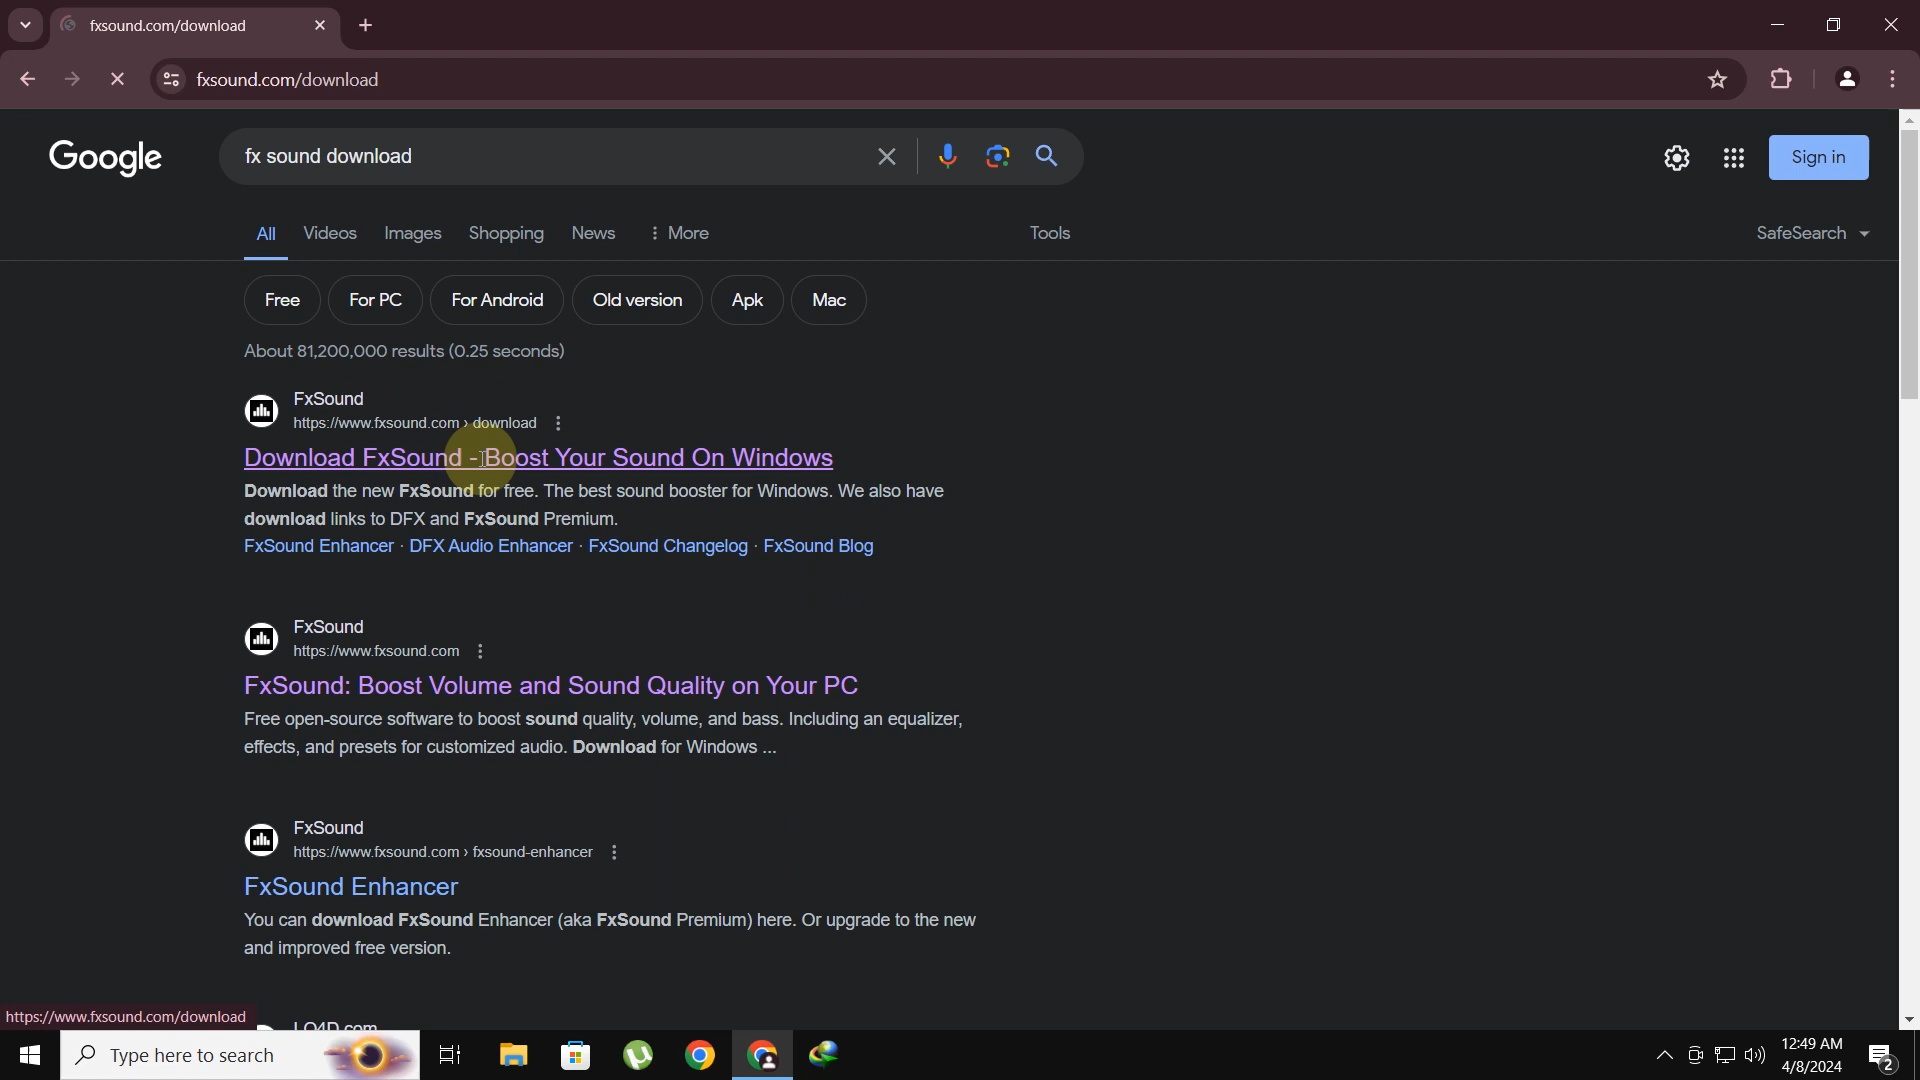 fxsound.com/download
fxsound.com/download
Google
fx sound download
Sign in
All Videos Images Shopping News More Tools SafeSearch
Free For PC For Android Old version Apk Mac
About 81,200,000 results (0.25 seconds)
FxSound
https://www.fxsound.com › download
Download FxSound - Boost Your Sound On Windows
Download the new FxSound for free. The best sound booster for Windows. We also have
download links to DFX and FxSound Premium.
FxSound Enhancer · DFX Audio Enhancer · FxSound Changelog · FxSound Blog
FxSound
https://www.fxsound.com
FxSound: Boost Volume and Sound Quality on Your PC
Free open-source software to boost sound quality, volume, and bass. Including an equalizer,
effects, and presets for customized audio. Download for Windows ...
FxSound
https://www.fxsound.com › fxsound-enhancer
FxSound Enhancer
You can download FxSound Enhancer (aka FxSound Premium) here. Or upgrade to the new
and improved free version.
https://www.fxsound.com/download
LO4D.com
Type here to search
12:49 AM
4/8/2024
2